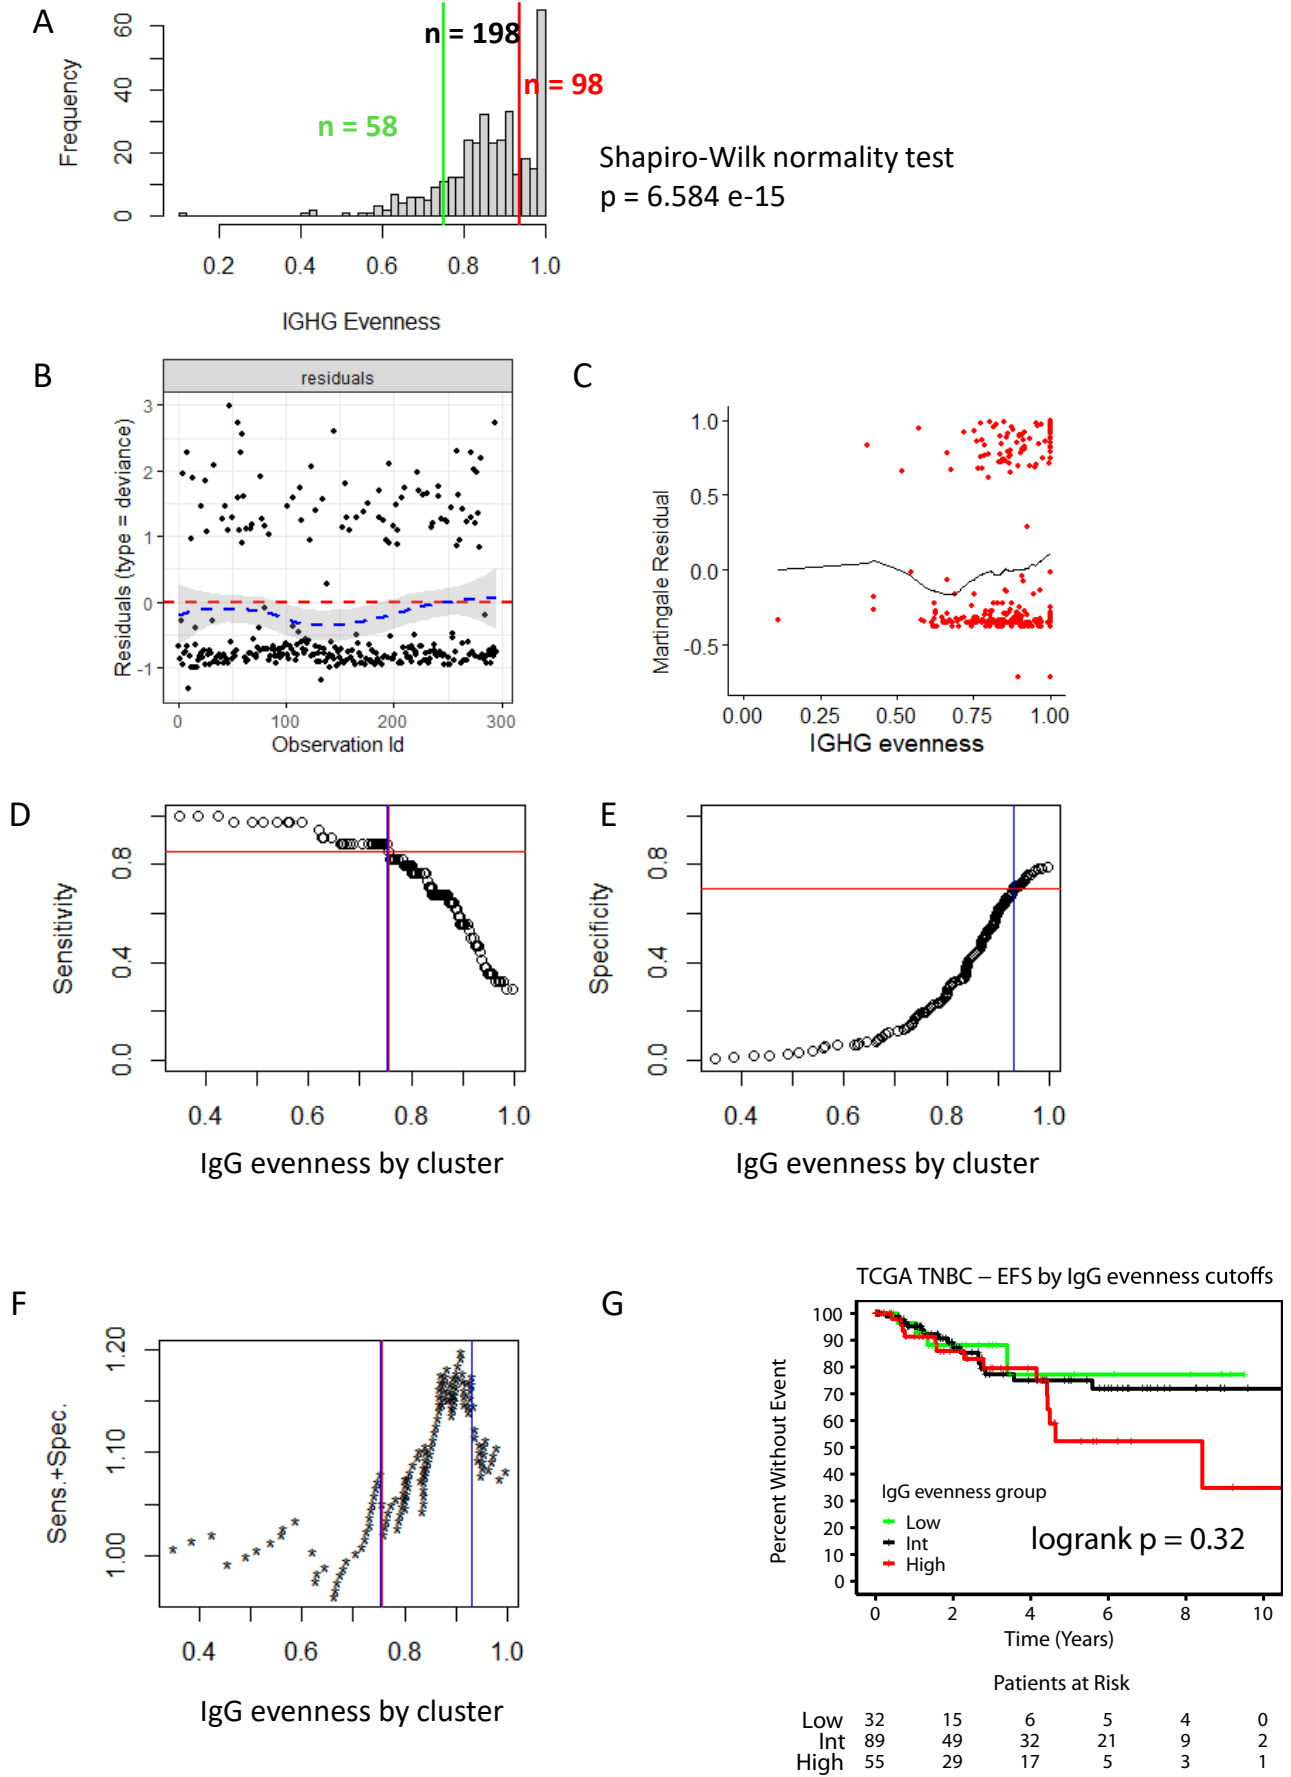 A
60
40
20
0
Frequency
n = 198
n = 98
n = 58
Shapiro-Wilk normality test
p = 6.584 e-15
0.2 0.4 0.6 0.8 1.0
IGHG Evenness
B
residuals
3
2
1
0
-1
Residuals (type = deviance)
0 100 200 300
Observation Id
C
1.0
0.5
0.0
-0.5
Martingale Residual
0.00 0.25 0.50 0.75 1.00
IGHG evenness
D
0.8
0.4
0.0
Sensitivity
0.4 0.6 0.8 1.0
IgG evenness by cluster
E
0.8
0.4
0.0
Specificity
0.4 0.6 0.8 1.0
IgG evenness by cluster
F
1.20
1.10
1.00
Sens.+Spec.
0.4 0.6 0.8 1.0
IgG evenness by cluster
G
TCGA TNBC – EFS by IgG evenness cutoffs
100
90
80
70
60
50
40
30
20
10
0
Percent Without Event
IgG evenness group
Low
Int
High
logrank p = 0.32
0 2 4 6 8 10
Time (Years)
Patients at Risk
Low 32 15 6 5 4 0
Int 89 49 32 21 9 2
High 55 29 17 5 3 1